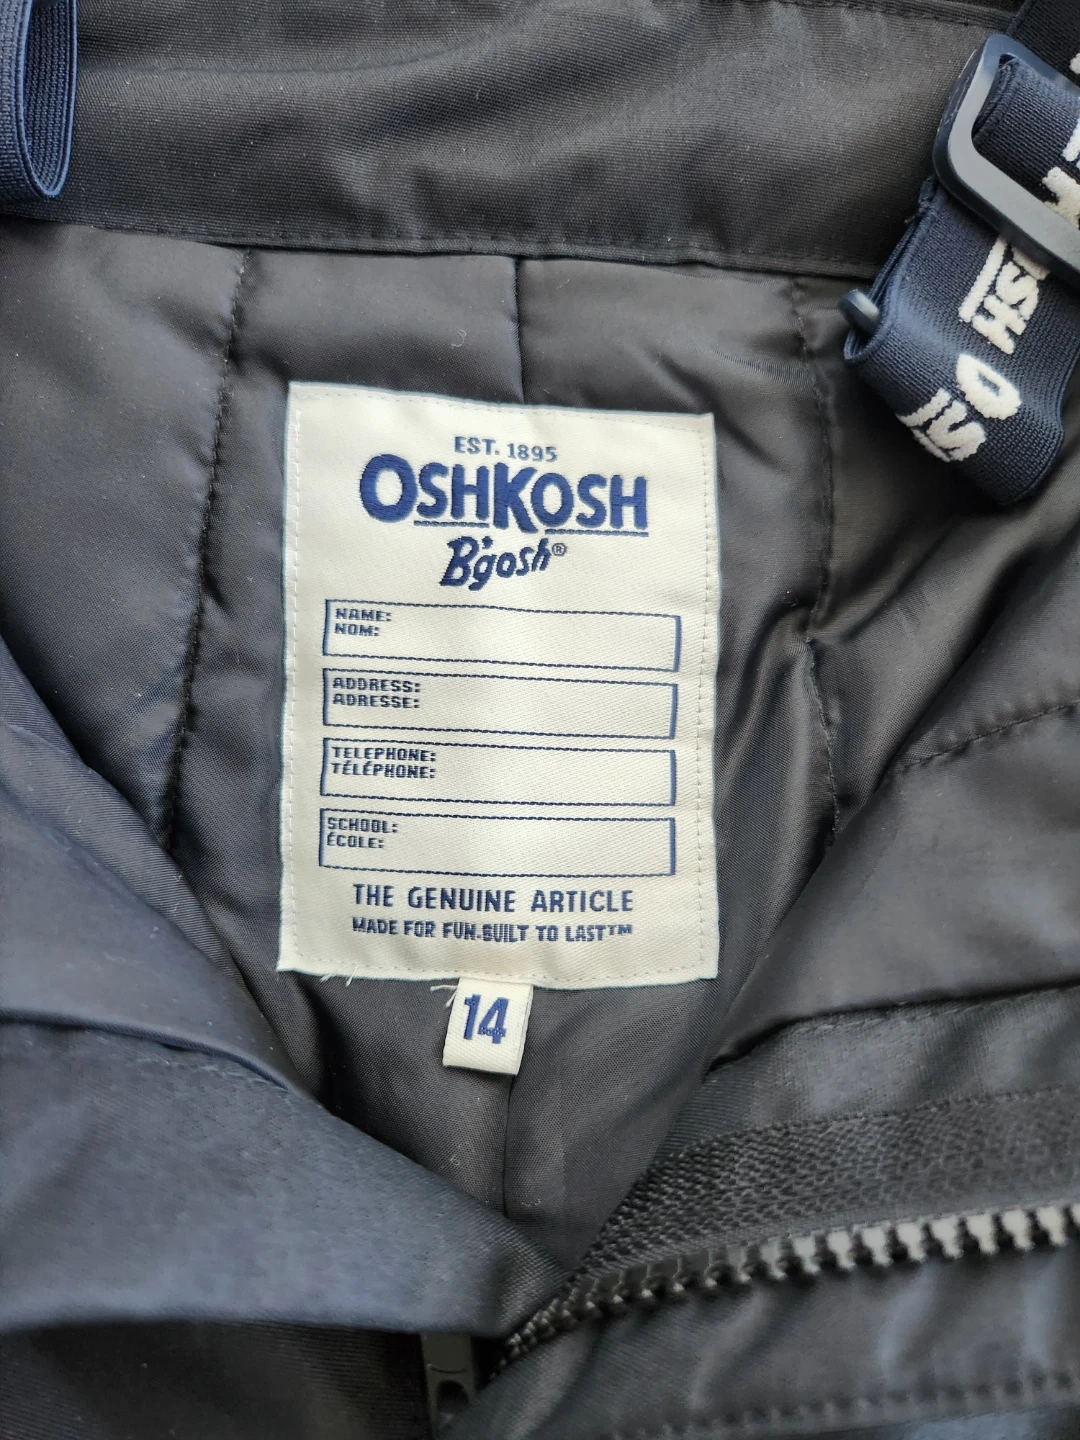 EST. 1895
OSHKOSH
B'gosh®
NAME:
NOM:
ADDRESS:
ADRESSE:
TELEPHONE:
TÉLÉPHONE:
SCHOOL:
ÉCOLE:
THE GENUINE ARTICLE
MADE FOR FUN-BUILT TO LAST™
14